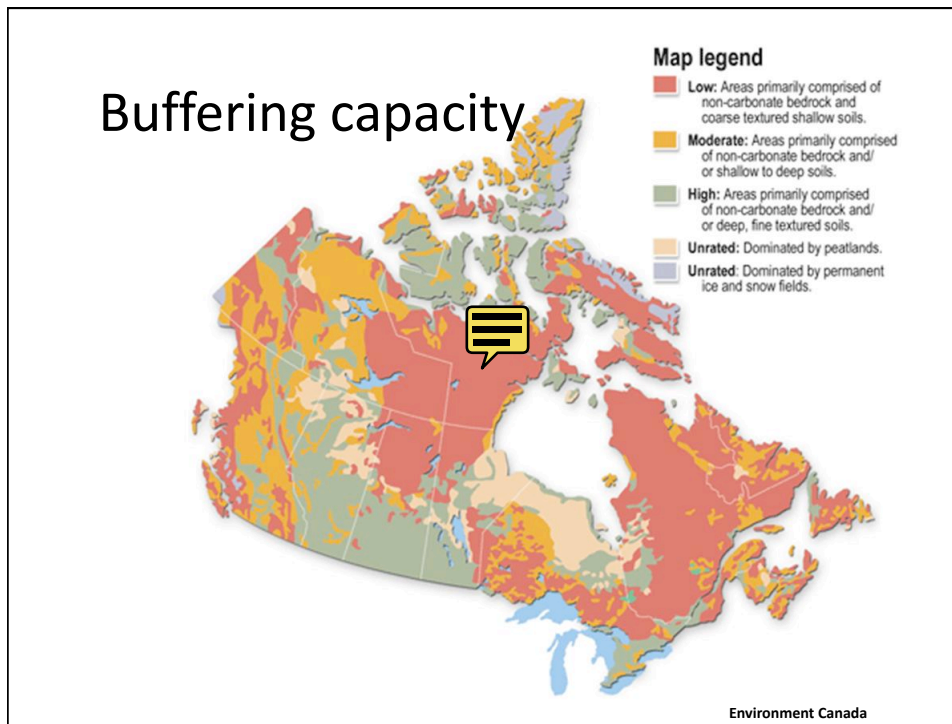 Buffering capacity
Map legend
Low: Areas primarily comprised of
non-carbonate bedrock and
coarse textured shallow soils.
Moderate: Areas primarily comprised
of non-carbonate bedrock and/
or shallow to deep soils.
High: Areas primarily comprised
of non-carbonate bedrock and/
or deep, fine textured soils.
Unrated: Dominated by peatlands.
Unrated: Dominated by permanent
ice and snow fields.
Environment Canada